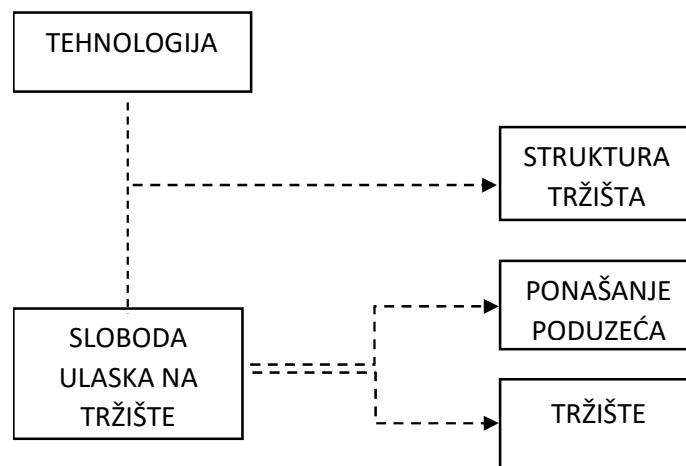 TEHNOLOGIJA
STRUKTURA
TRŽIŠTA
PONAŠANJE
PODUZEĆA
SLOBODA
ULASKA NA
TRŽIŠTE
TRŽIŠTE